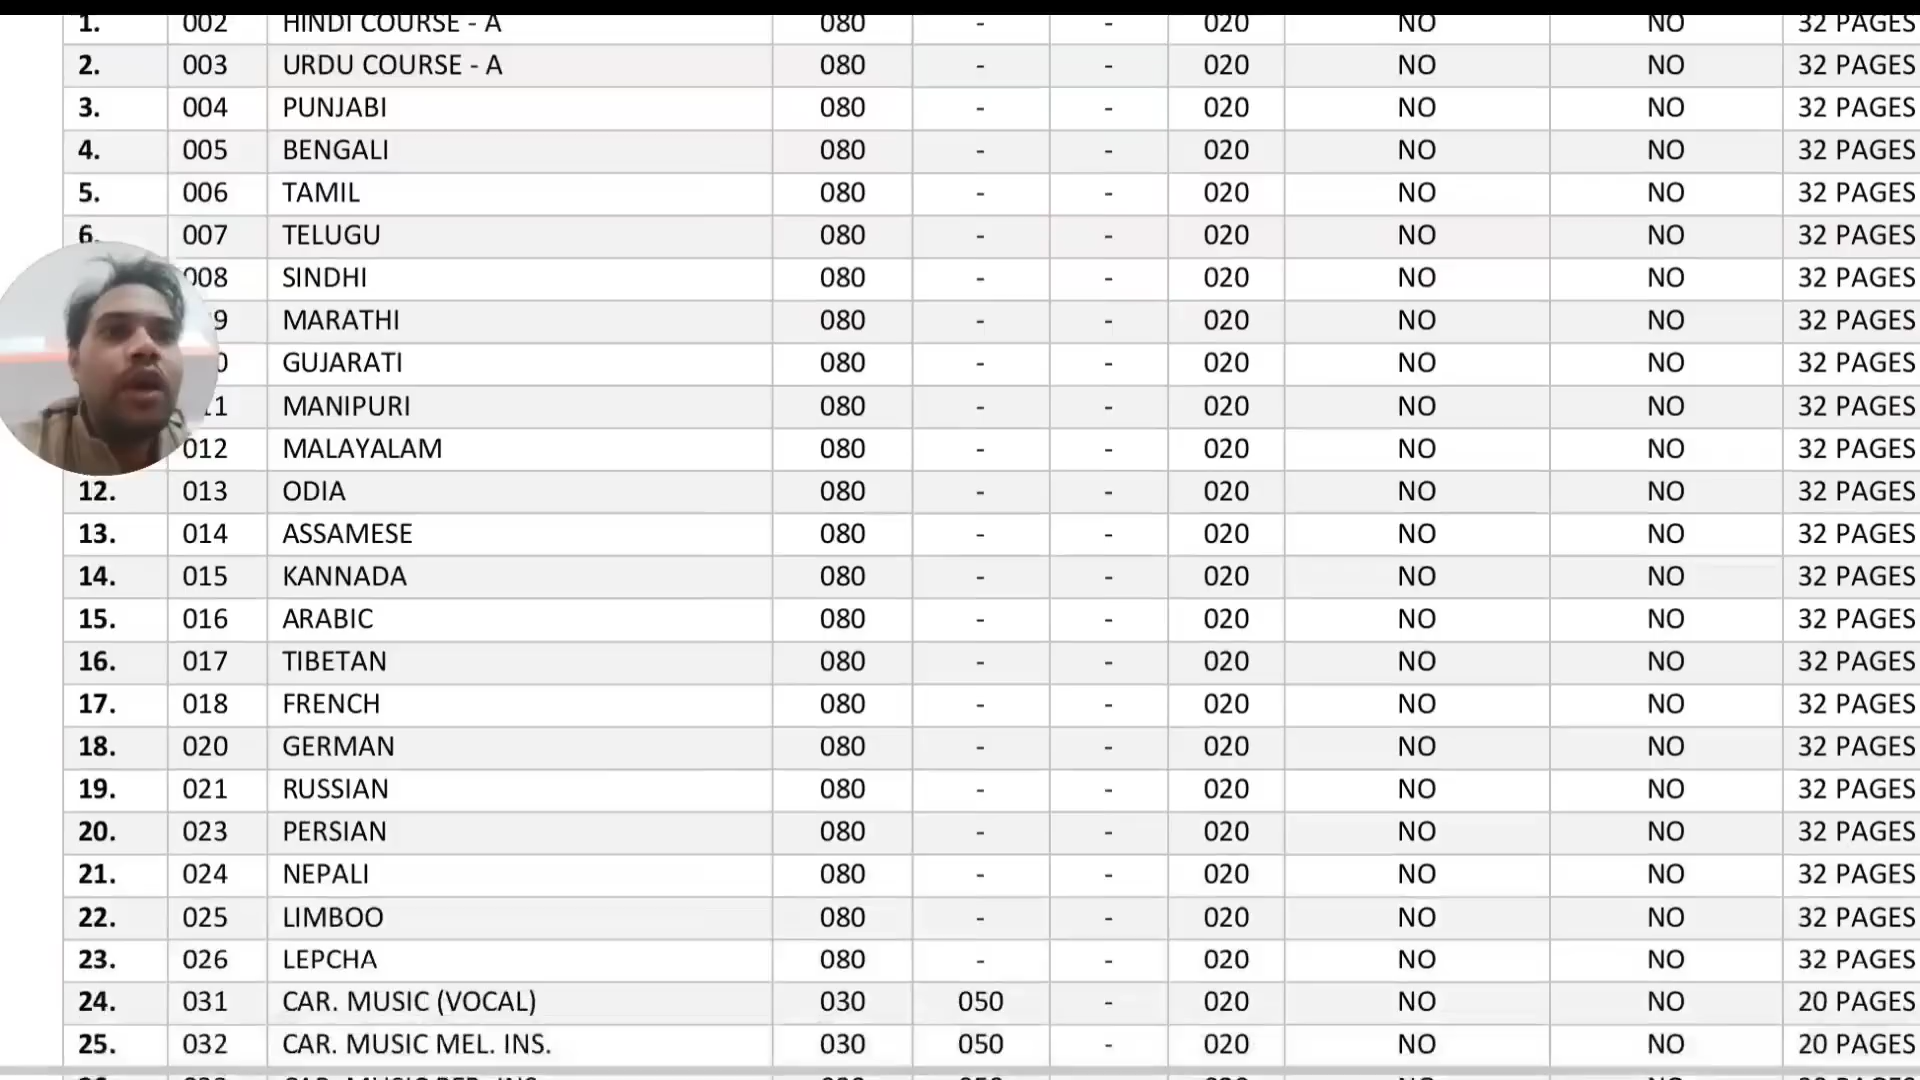 1. 002 HINDI COURSE - A 080 - - 020 NO NO 32 PAGES
2. 003 URDU COURSE - A 080 - - 020 NO NO 32 PAGES
3. 004 PUNJABI 080 - - 020 NO NO 32 PAGES
4. 005 BENGALI 080 - - 020 NO NO 32 PAGES
5. 006 TAMIL 080 - - 020 NO NO 32 PAGES
6. 007 TELUGU 080 - - 020 NO NO 32 PAGES
008 SINDHI 080 - - 020 NO NO 32 PAGES
9 MARATHI 080 - - 020 NO NO 32 PAGES
0 GUJARATI 080 - - 020 NO NO 32 PAGES
11 MANIPURI 080 - - 020 NO NO 32 PAGES
012 MALAYALAM 080 - - 020 NO NO 32 PAGES
12. 013 ODIA 080 - - 020 NO NO 32 PAGES
13. 014 ASSAMESE 080 - - 020 NO NO 32 PAGES
14. 015 KANNADA 080 - - 020 NO NO 32 PAGES
15. 016 ARABIC 080 - - 020 NO NO 32 PAGES
16. 017 TIBETAN 080 - - 020 NO NO 32 PAGES
17. 018 FRENCH 080 - - 020 NO NO 32 PAGES
18. 020 GERMAN 080 - - 020 NO NO 32 PAGES
19. 021 RUSSIAN 080 - - 020 NO NO 32 PAGES
20. 023 PERSIAN 080 - - 020 NO NO 32 PAGES
21. 024 NEPALI 080 - - 020 NO NO 32 PAGES
22. 025 LIMBOO 080 - - 020 NO NO 32 PAGES
23. 026 LEPCHA 080 - - 020 NO NO 32 PAGES
24. 031 CAR. MUSIC (VOCAL) 030 050 - 020 NO NO 20 PAGES
25. 032 CAR. MUSIC MEL. INS. 030 050 - 020 NO NO 20 PAGES